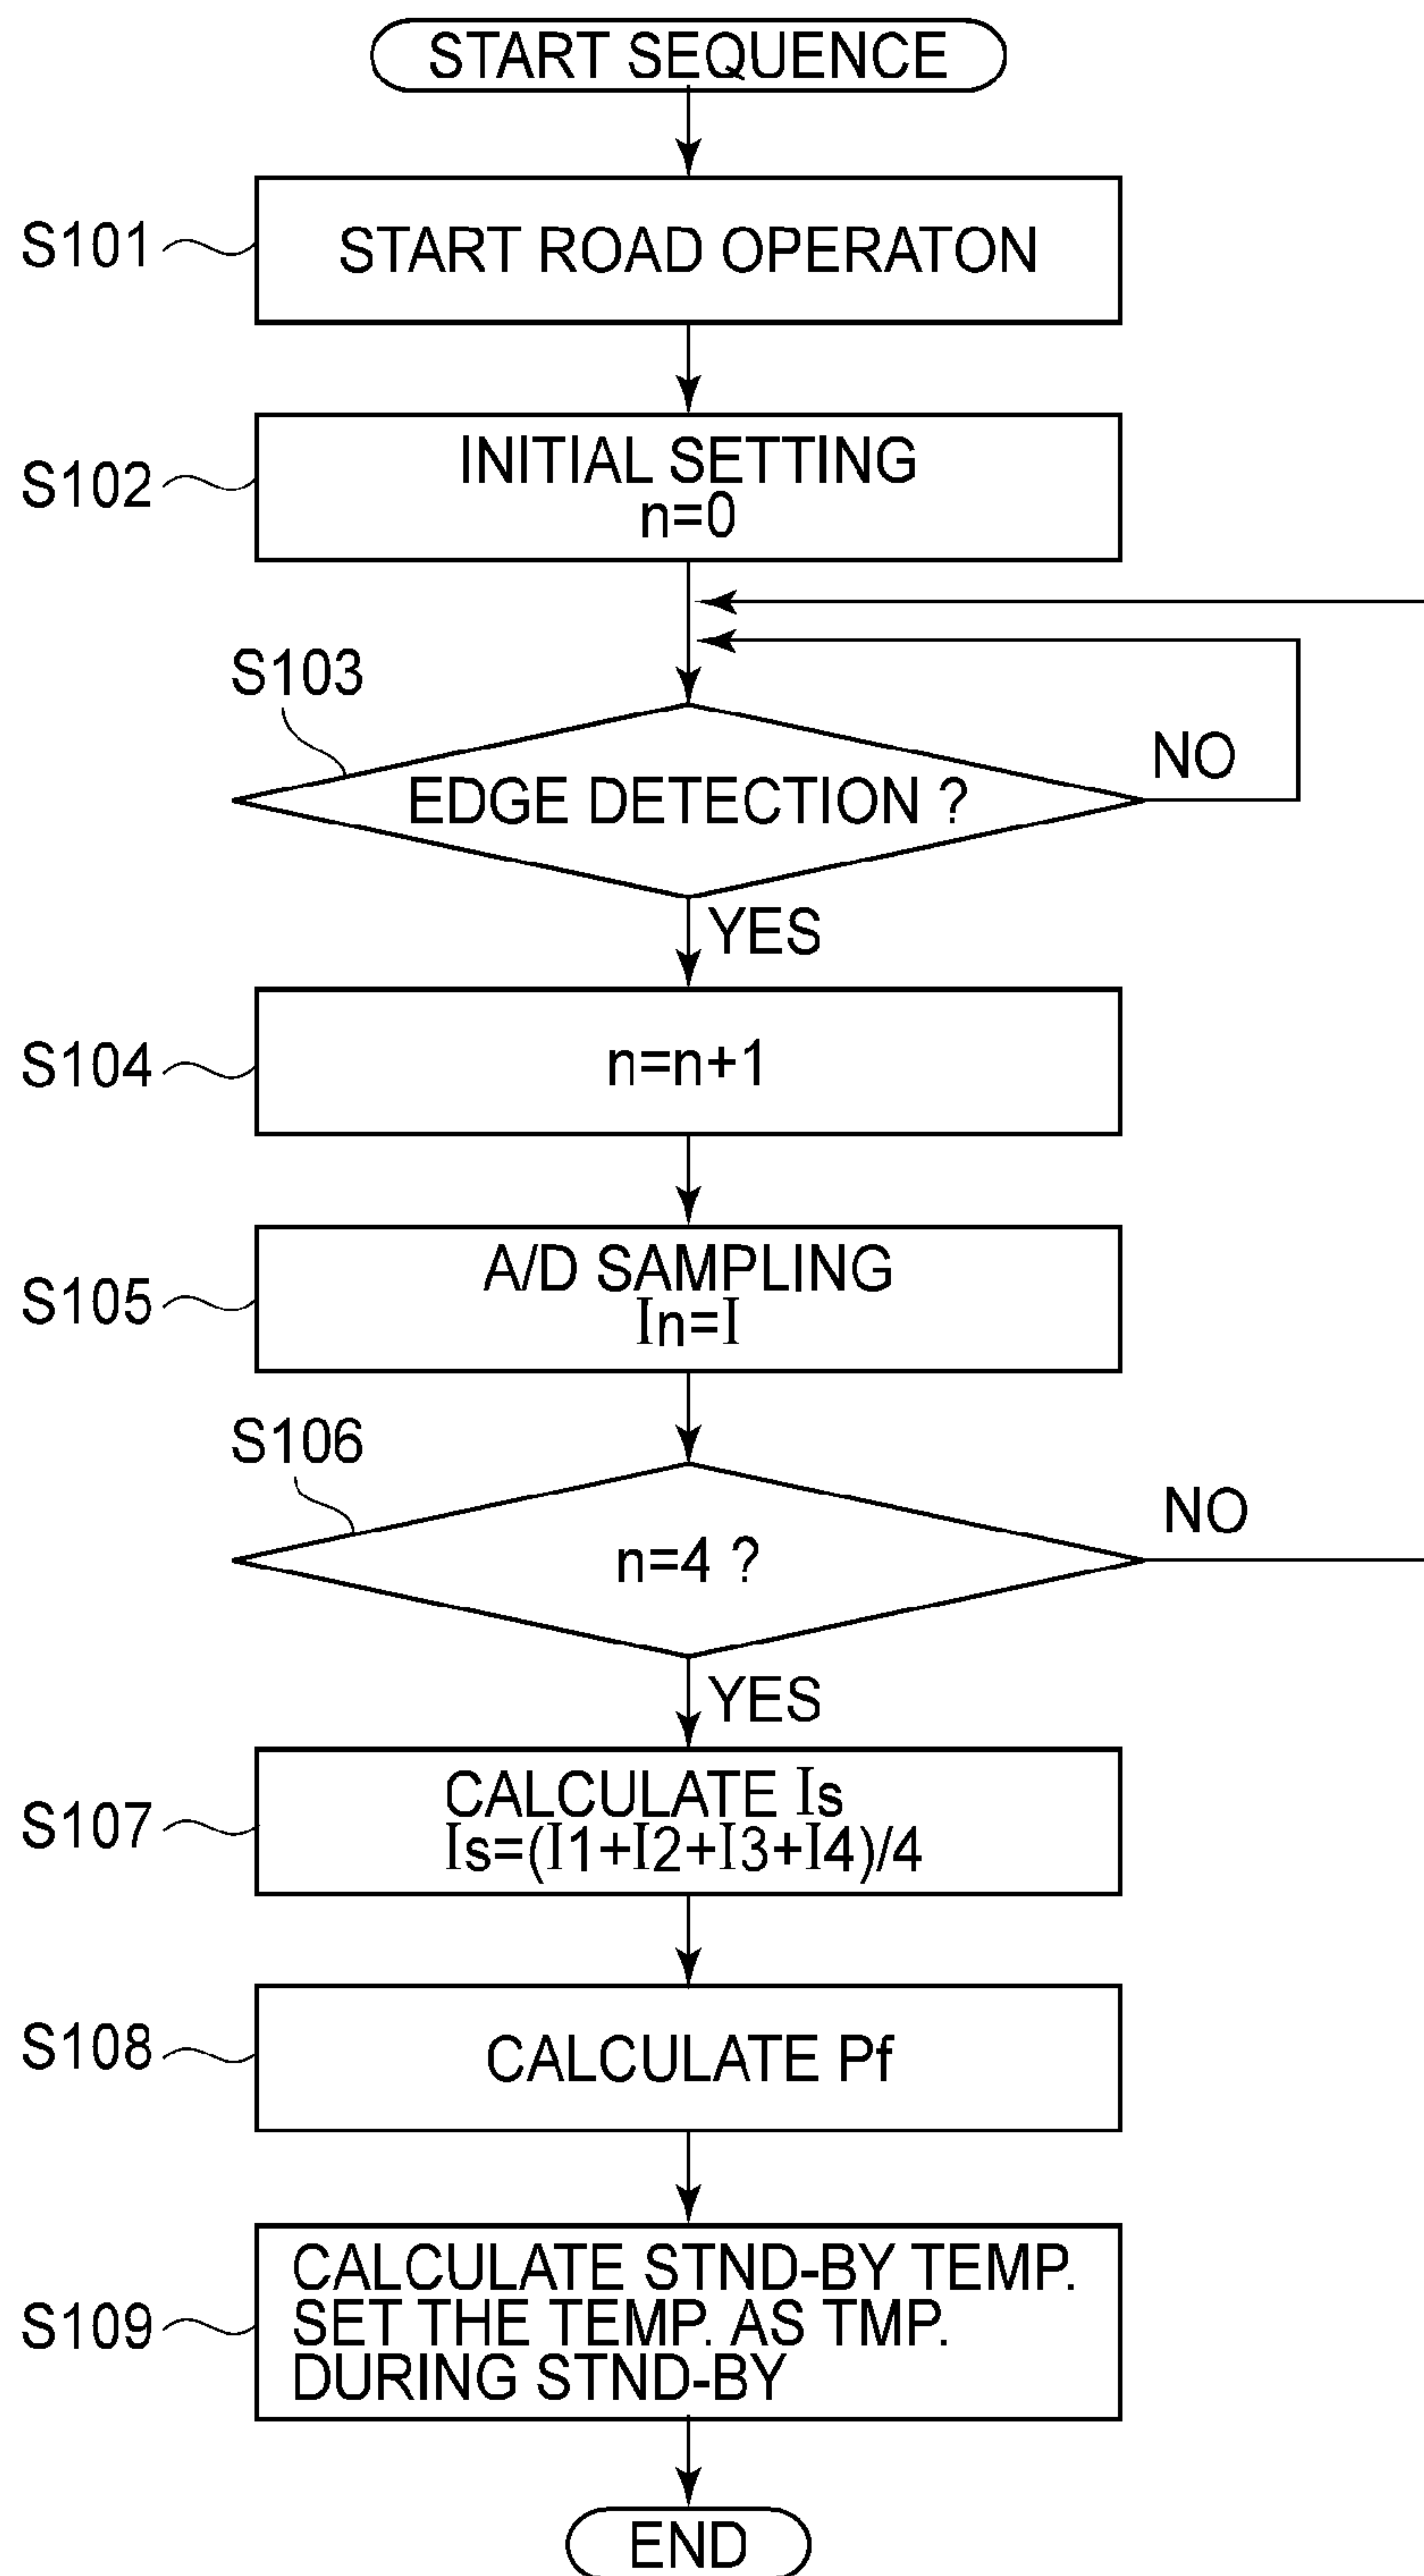 START SEQUENCE
S101
START ROAD OPERATON
S102
INITIAL SETTING
n=0
S103
EDGE DETECTION ?
NO
YES
S104
n=n+1
S105
A/D SAMPLING
In=I
S106
n=4 ?
NO
YES
S107
CALCULATE Is
Is=(I1+I2+I3+I4)/4
S108
CALCULATE Pf
S109
CALCULATE STND-BY TEMP.
SET THE TEMP. AS TMP.
DURING STND-BY
END